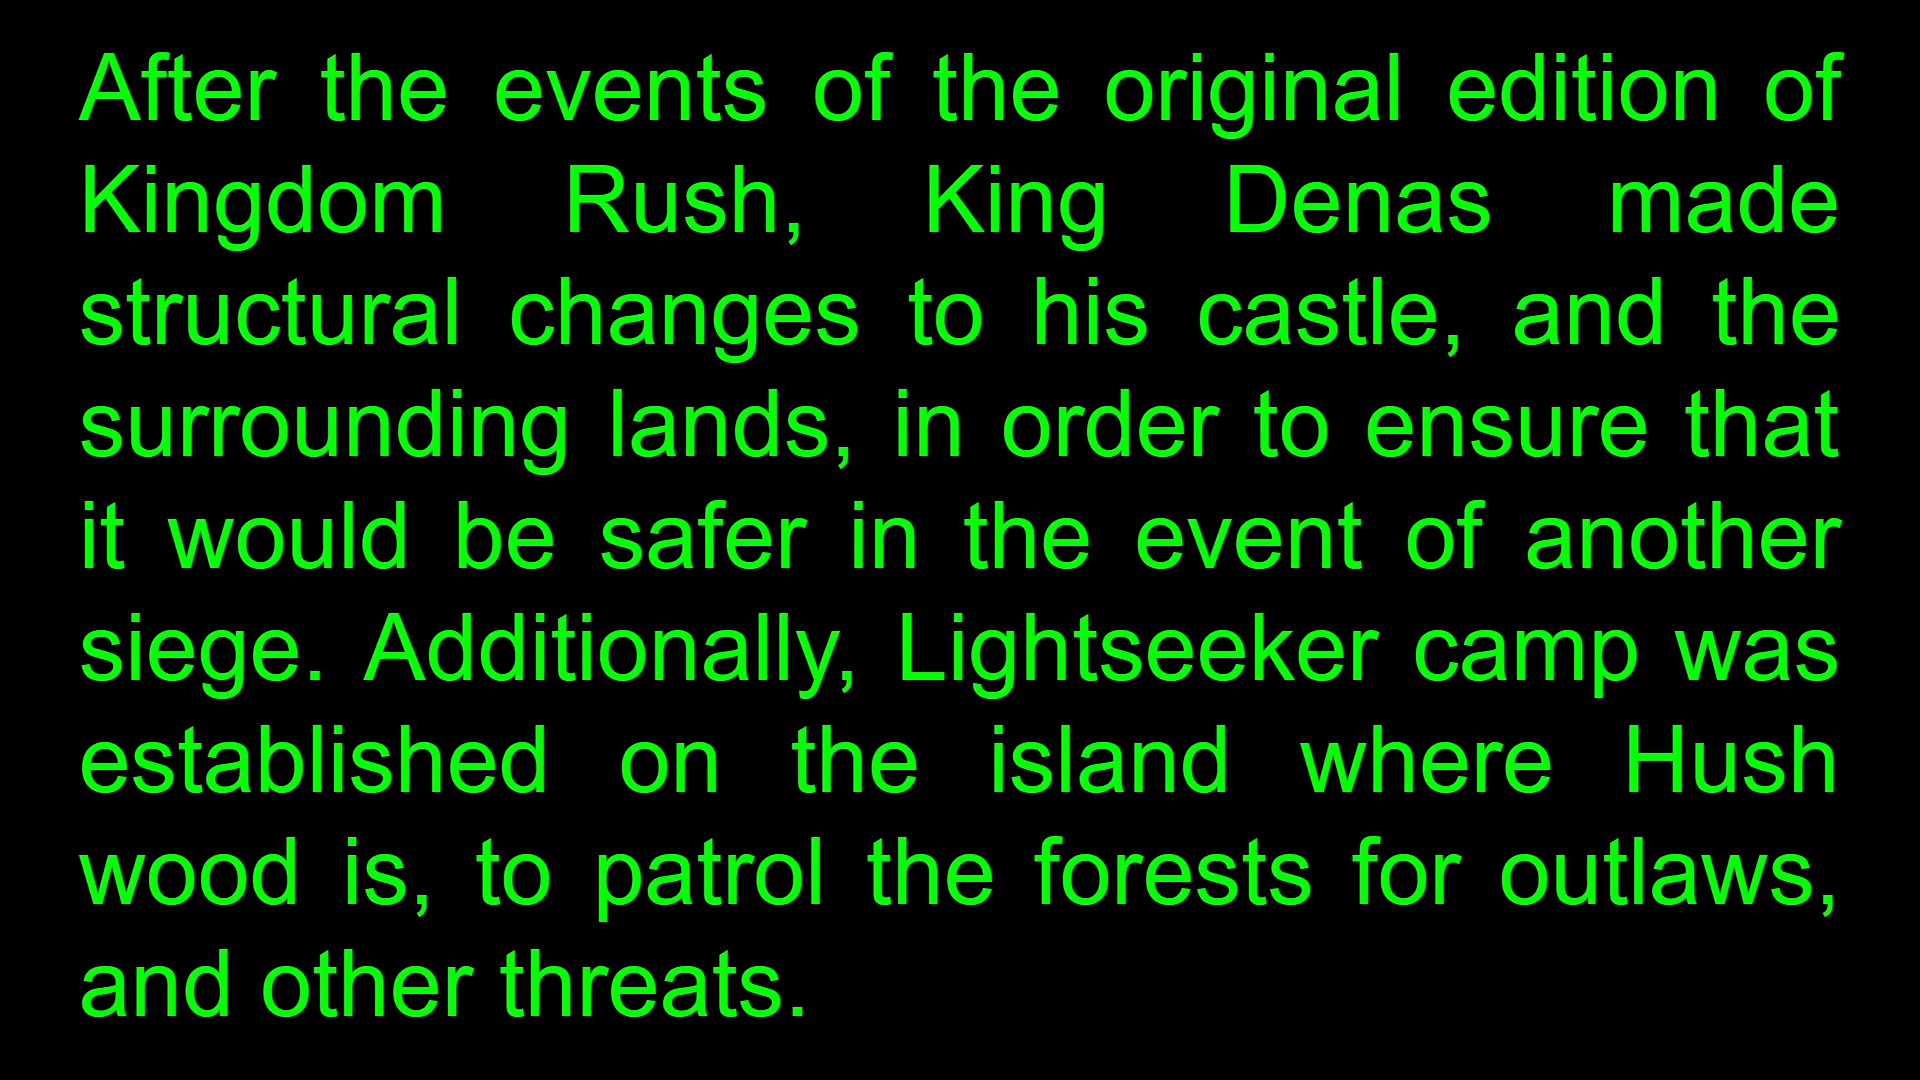 After the events of the original edition of
Kingdom Rush, King Denas made
structural changes to his castle, and the
surrounding lands, in order to ensure that
it would be safer in the event of another
siege. Additionally, Lightseeker camp was
established on the island where Hush
wood is, to patrol the forests for outlaws,
and other threats.